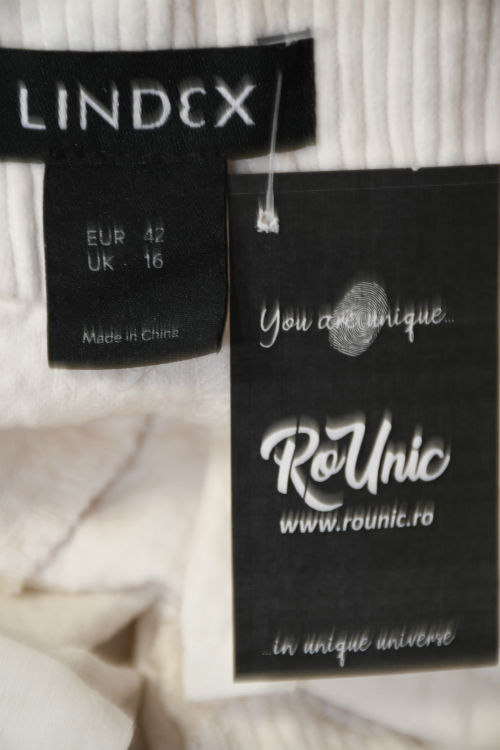 LINDEX
EUR 42
UK 16
Made in China
You are unique...
RoUnic
www.rounic.ro
...in unique universe